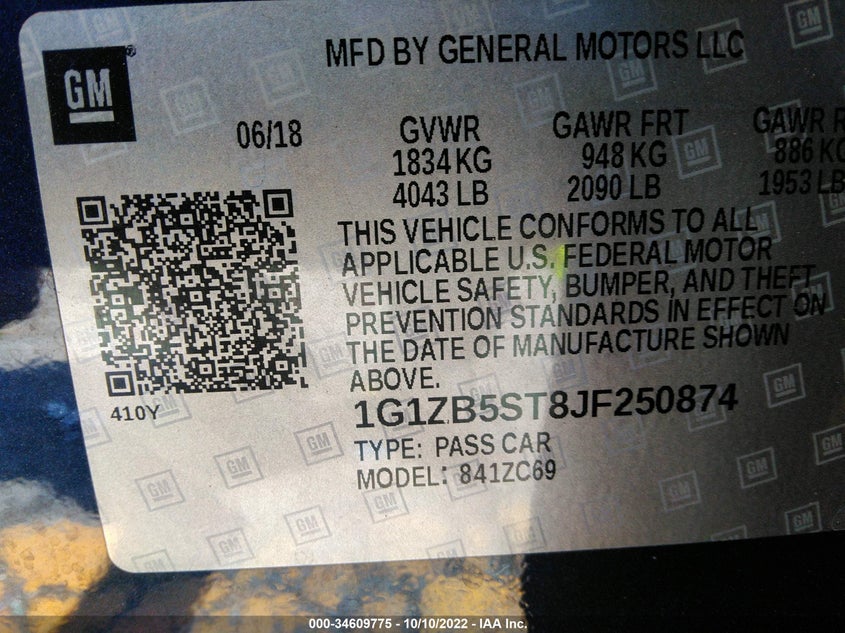 GM
MFD BY GENERAL MOTORS LLC
06/18
GVWR GAWR FRT GAWR R
1834 KG 948 KG 886 KG
4043 LB 2090 LB 1953 LB
THIS VEHICLE CONFORMS TO ALL
APPLICABLE U.S. FEDERAL MOTOR
VEHICLE SAFETY, BUMPER, AND THEFT
PREVENTION STANDARDS IN EFFECT ON
THE DATE OF MANUFACTURE SHOWN
ABOVE.
410Y
1G1ZB5ST8JF250874
TYPE: PASS CAR
MODEL: 841ZC69
000-34609775 - 10/10/2022 - IAA Inc.